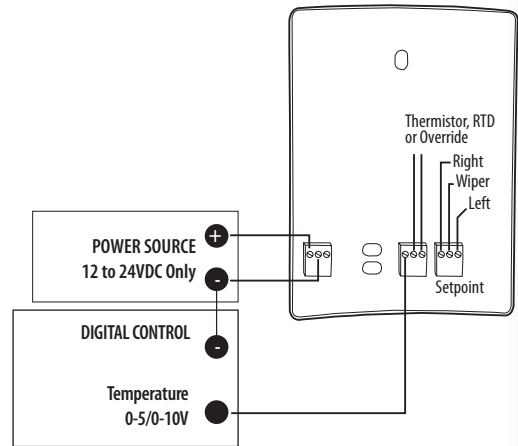 Thermistor, RTD
or Override
Right
Wiper
Left
Setpoint
+
POWER SOURCE
12 to 24VDC Only
-
DIGITAL CONTROL
-
Temperature
0-5/0-10V